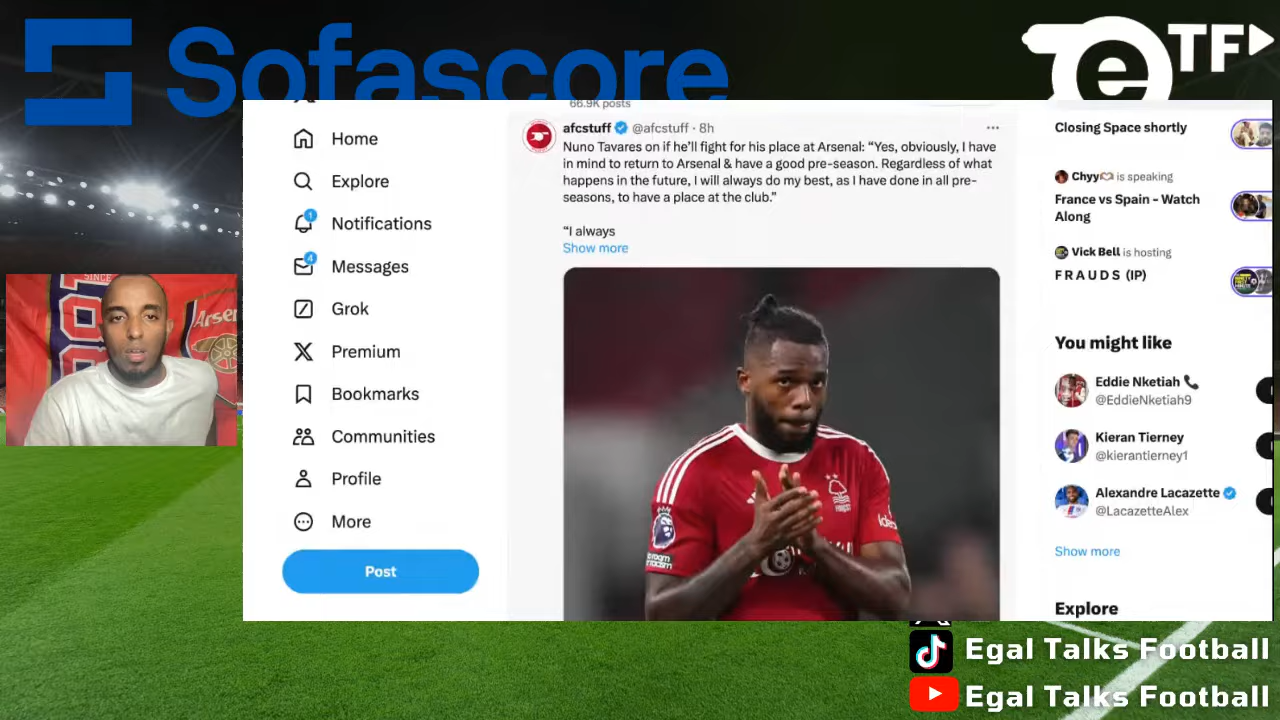 Sofascore
e TF
66.9K posts
afcstuff @afcstuff · 8h
Nuno Tavares on if he'll fight for his place at Arsenal: “Yes, obviously, I have
in mind to return to Arsenal & have a good pre-season. Regardless of what
happens in the future, I will always do my best, as I have done in all pre-
seasons, to have a place at the club.”
“I always
Show more
Home
Explore
Notifications
1
Messages
4
Grok
Premium
Bookmarks
Communities
Profile
More
Post
Closing Space shortly
Chyy is speaking
France vs Spain - Watch
Along
Vick Bell is hosting
F R A U D S (IP)
You might like
Eddie Nketiah
@EddieNketiah9
Kieran Tierney
@kierantierney1
Alexandre Lacazette
@LacazetteAlex
Show more
Explore
SINCE
Arsen
Egal Talks Football
Egal Talks Football